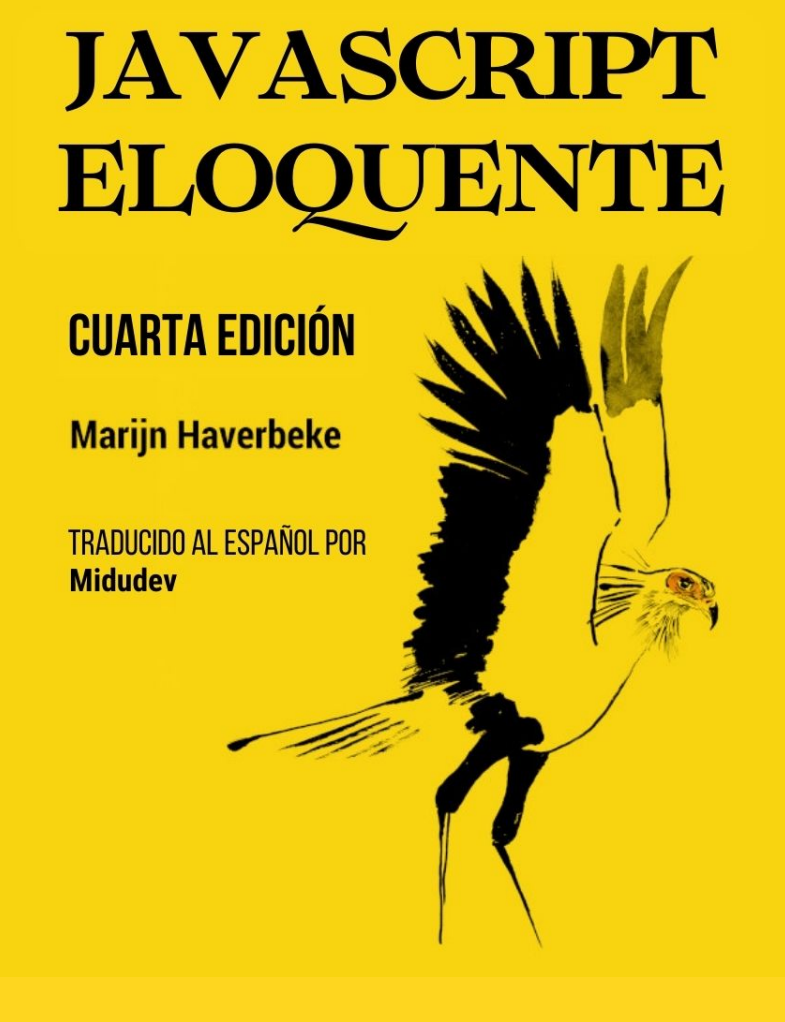 JAVASCRIPT
ELOQUENTE
CUARTA EDICIÓN
Marijn Haverbeke
TRADUCIDO AL ESPAÑOL POR
Midudev